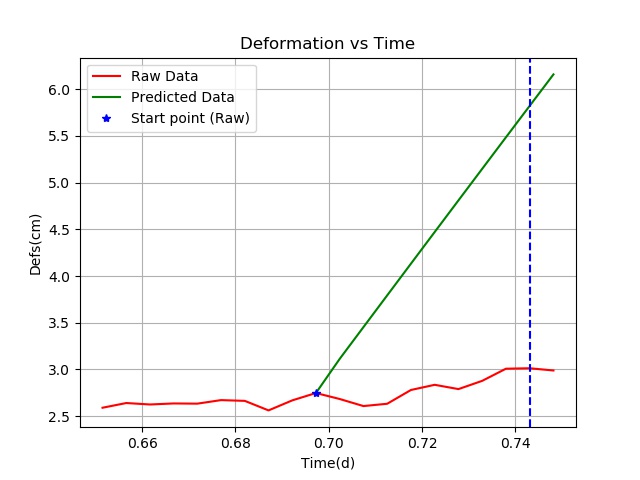 Deformation vs Time
Raw Data
Predicted Data
Start point (Raw)
6.0
5.5
5.0
4.5
4.0
3.5
3.0
2.5
Defs(cm)
0.66 0.68 0.70 0.72 0.74
Time(d)